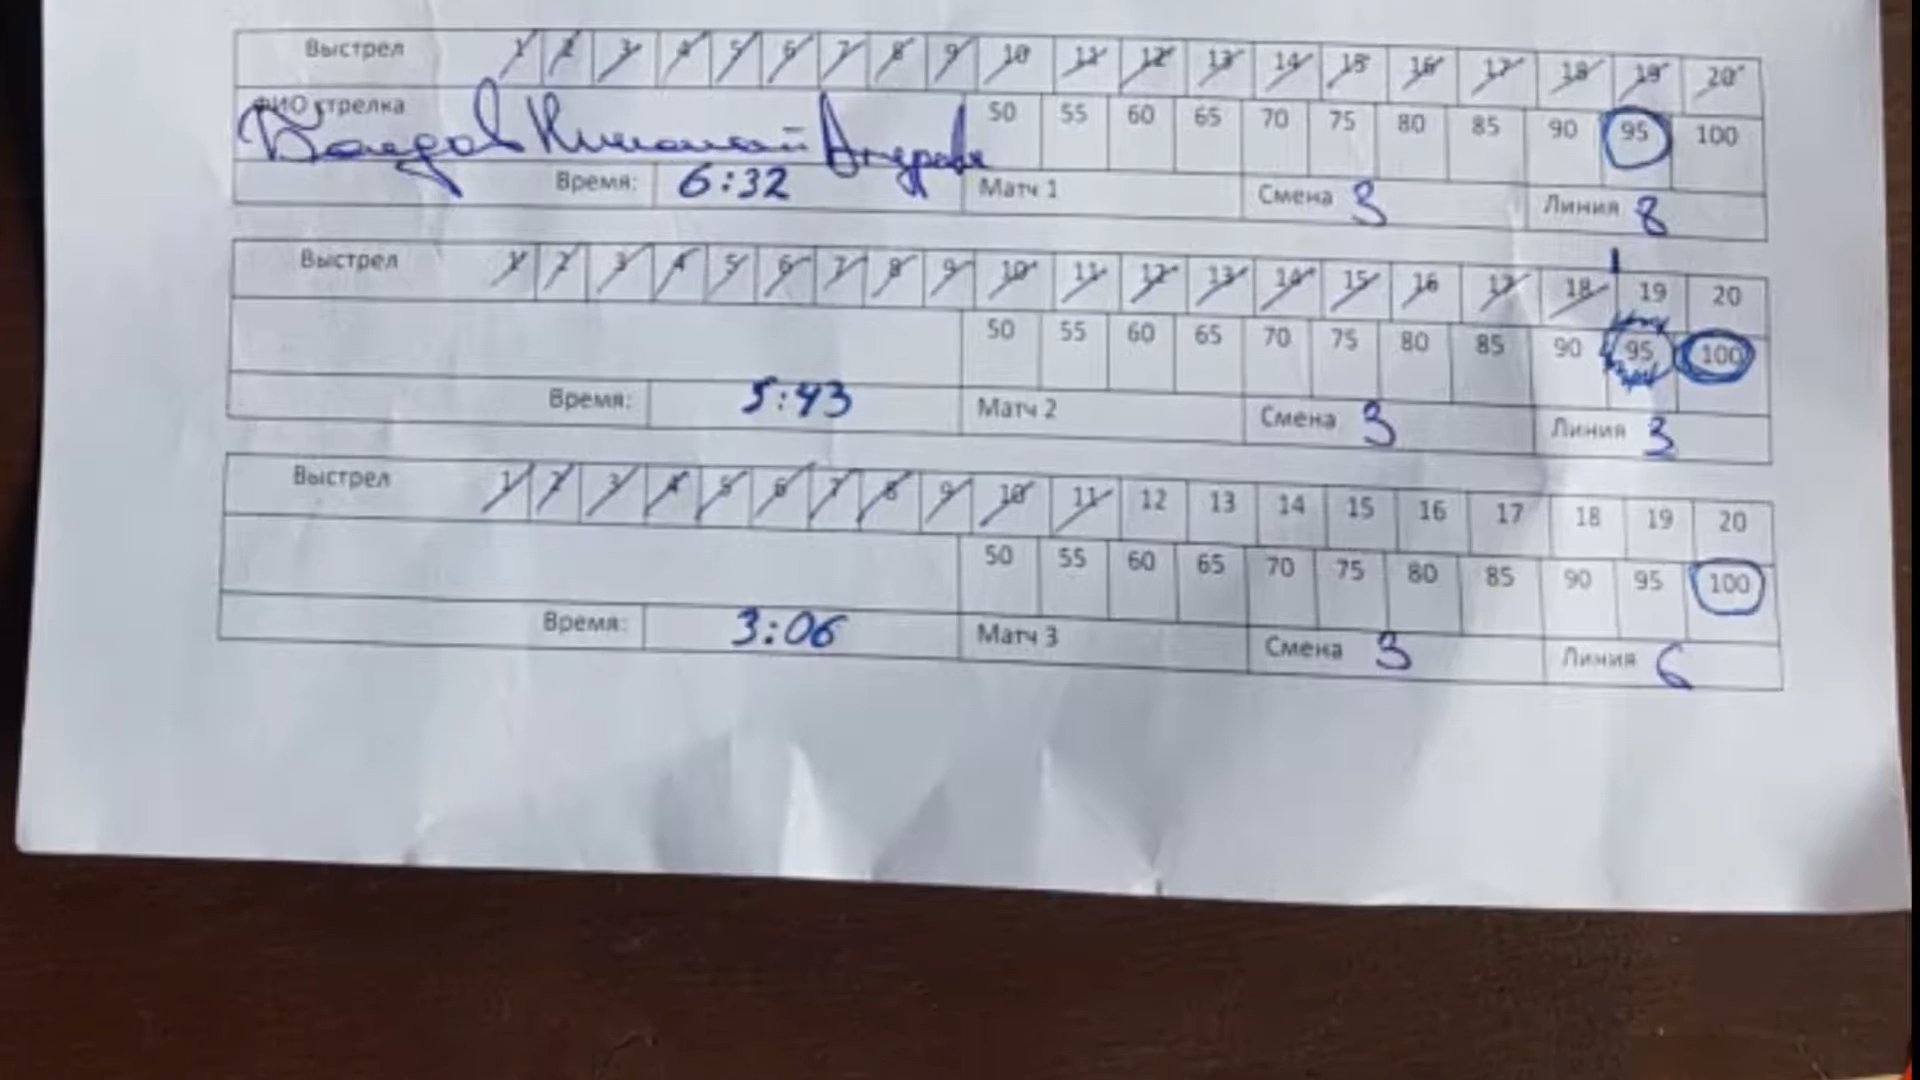 Выстрел 1 2 3 4 5 6 7 8 9 10 11 12 13 14 15 16 17 18 19 20
ФИО стрелка 50 55 60 65 70 75 80 85 90 95 100
Время: 6:32 Матч 1 Смена 3 Линия 8
Выстрел 1 2 3 4 5 6 7 8 9 10 11 12 13 14 15 16 17 18 19 20
50 55 60 65 70 75 80 85 90 95 100
Время: 5:43 Матч 2 Смена 3 Линия 3
Выстрел 1 2 3 4 5 6 7 8 9 10 11 12 13 14 15 16 17 18 19 20
50 55 60 65 70 75 80 85 90 95 100
Время: 3:06 Матч 3 Смена 3 Линия 6